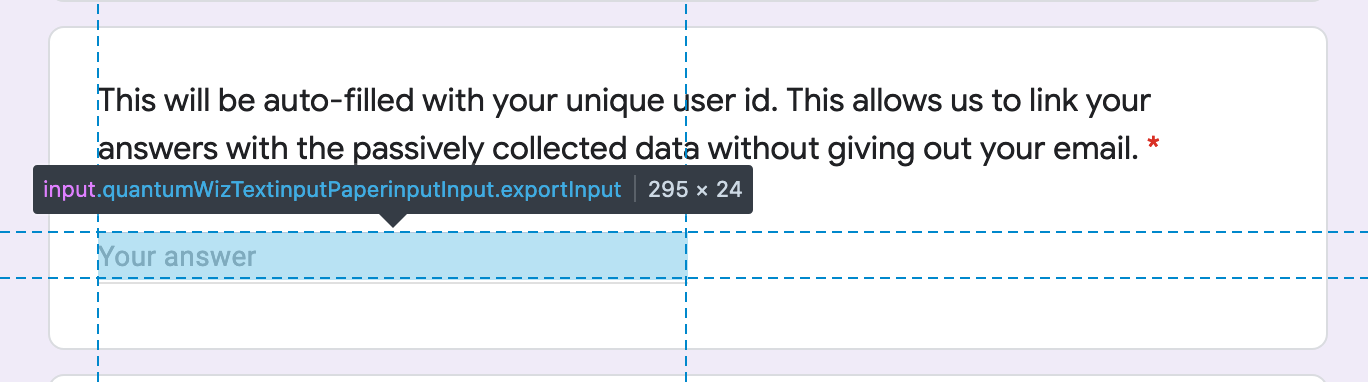 This will be auto-filled with your unique user id. This allows us to link your
answers with the passively collected data without giving out your email. *
input.quantumWizTextinputPaperinputInput.exportInput 295 × 24
Your answer